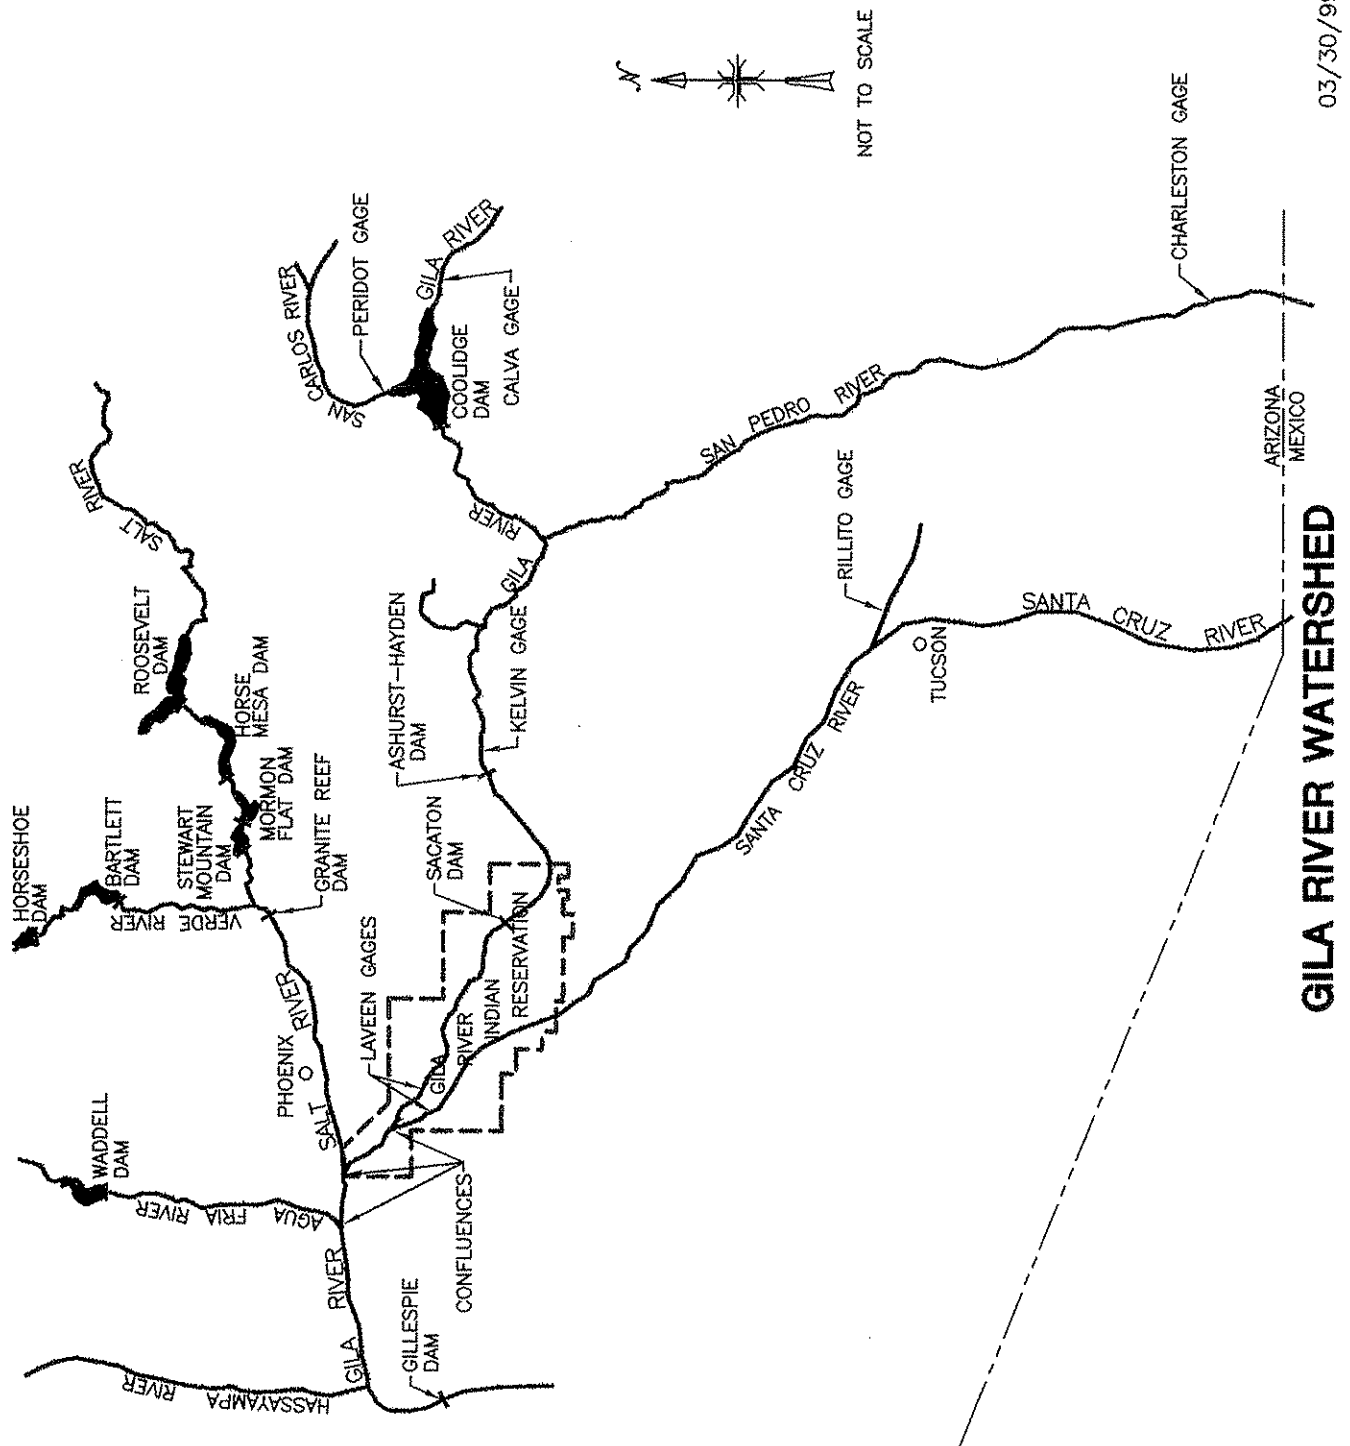 HORSESHOE
DAM
BARTLETT
DAM
VERDE RIVER
STEWART
MOUNTAIN
DAM
MORMON
FLAT DAM
HORSE
MESA DAM
ROOSEVELT
DAM
SALT RIVER
GRANITE REEF
DAM
WADDELL
DAM
AGUA FRIA RIVER
PHOENIX
SALT RIVER
HASSAYAMPA RIVER
GILA RIVER
GILLESPIE
DAM
CONFLUENCES
LAVEEN GAGES
GILA RIVER
INDIAN
RESERVATION
SACATON
DAM
ASHURST-HAYDEN
DAM
KELVIN GAGE
GILA RIVER
SAN CARLOS RIVER
PERIDOT GAGE
COOLIDGE
DAM
GILA RIVER
CALVA GAGE
SAN PEDRO RIVER
CHARLESTON GAGE
RILLITO GAGE
TUCSON
SANTA CRUZ RIVER
SANTA CRUZ RIVER
ARIZONA
MEXICO
N
NOT TO SCALE
GILA RIVER WATERSHED
03/30/99